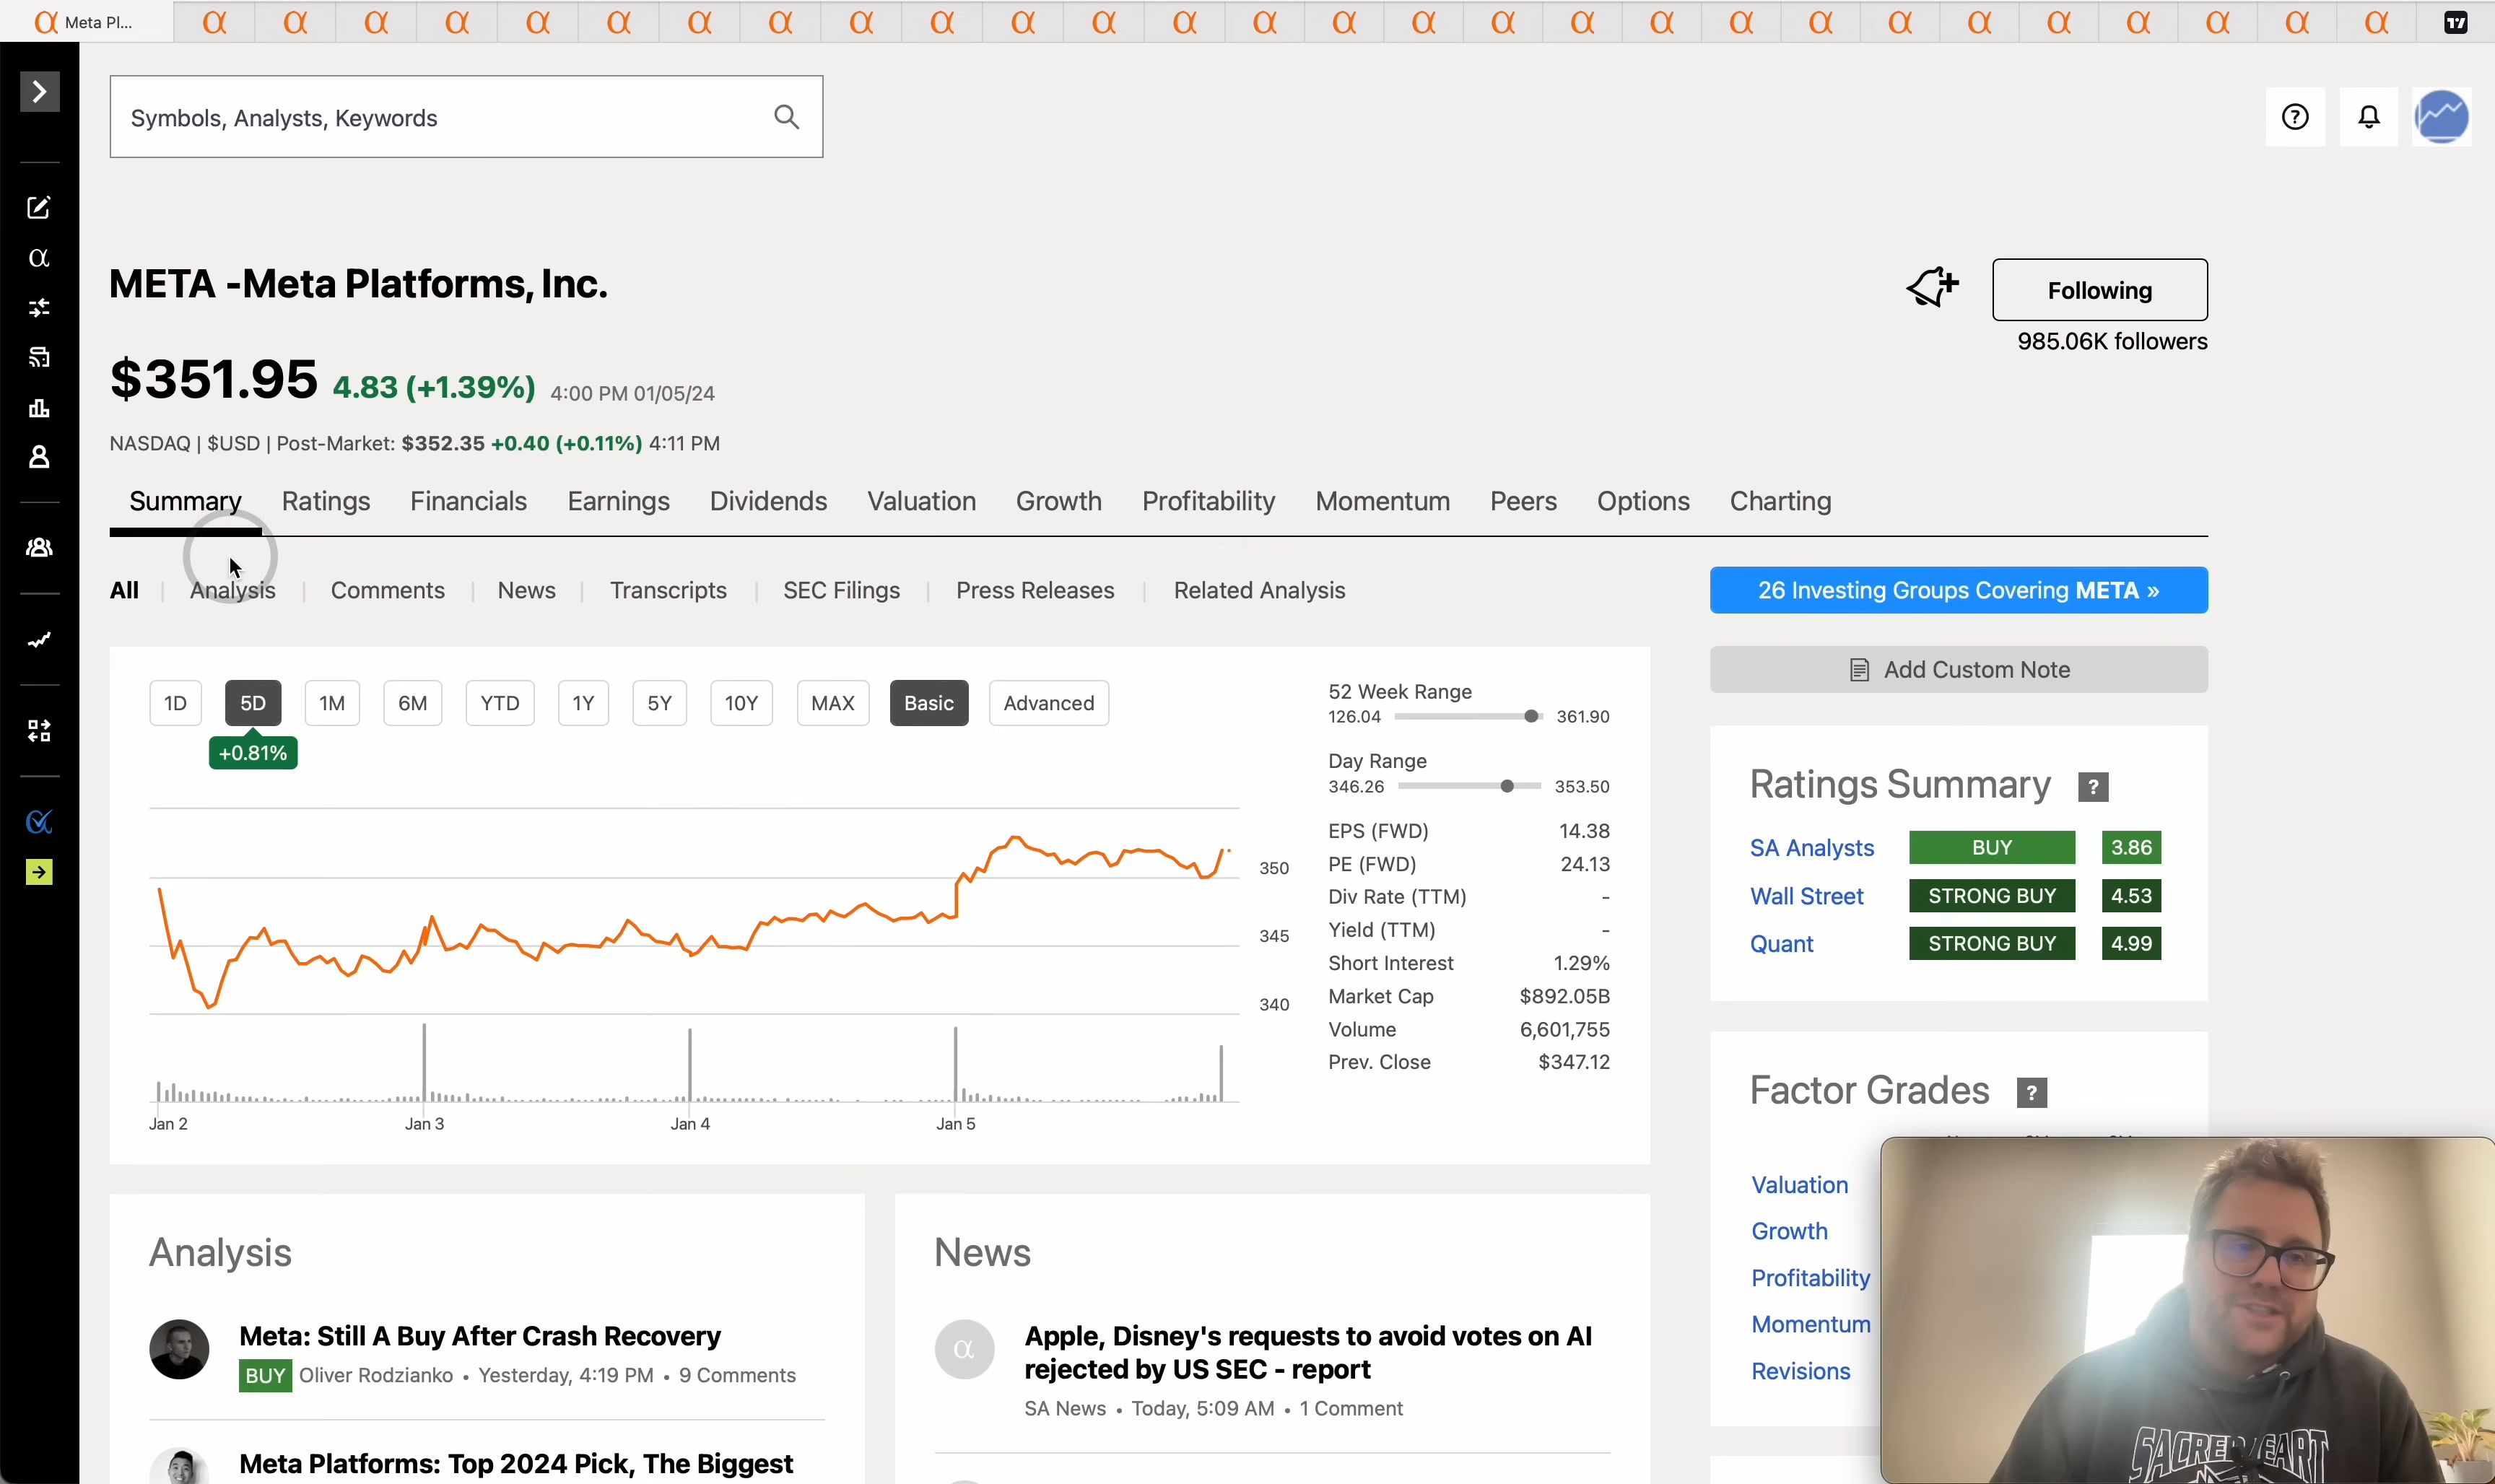 Meta Pl...
Symbols, Analysts, Keywords
META -Meta Platforms, Inc.
Following
985.06K followers
$351.95 4.83 (+1.39%) 4:00 PM 01/05/24
NASDAQ | $USD | Post-Market: $352.35 +0.40 (+0.11%) 4:11 PM
Summary Ratings Financials Earnings Dividends Valuation Growth Profitability Momentum Peers Options Charting
All | Analysis | Comments | News | Transcripts | SEC Filings | Press Releases | Related Analysis
26 Investing Groups Covering META »
Add Custom Note
1D 5D 1M 6M YTD 1Y 5Y 10Y MAX Basic Advanced
+0.81%
350
345
340
Jan 2 Jan 3 Jan 4 Jan 5
52 Week Range
126.04 361.90
Day Range
346.26 353.50
EPS (FWD) 14.38
PE (FWD) 24.13
Div Rate (TTM) -
Yield (TTM) -
Short Interest 1.29%
Market Cap $892.05B
Volume 6,601,755
Prev. Close $347.12
Ratings Summary ?
SA Analysts BUY 3.86
Wall Street STRONG BUY 4.53
Quant STRONG BUY 4.99
Factor Grades ?
Valuation
Growth
Profitability
Momentum
Revisions
Analysis
Meta: Still A Buy After Crash Recovery
BUY Oliver Rodzianko • Yesterday, 4:19 PM • 9 Comments
Meta Platforms: Top 2024 Pick, The Biggest
News
Apple, Disney's requests to avoid votes on AI
rejected by US SEC - report
SA News • Today, 5:09 AM • 1 Comment
SACRED HEART